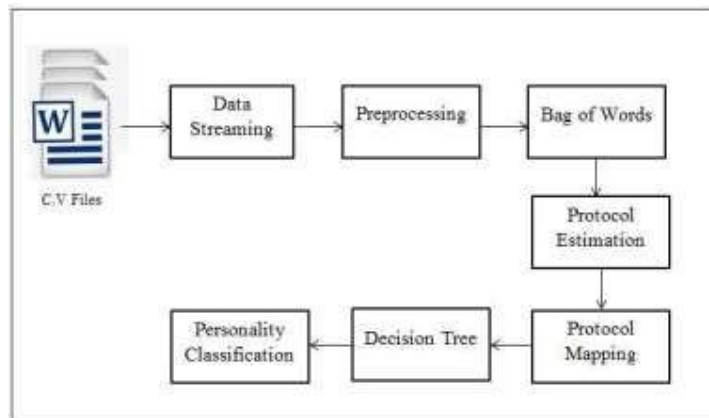 W
C.V Files
Data
Streaming
Preprocessing
Bag of Words
Protocol
Estimation
Protocol
Mapping
Decision Tree
Personality
Classification